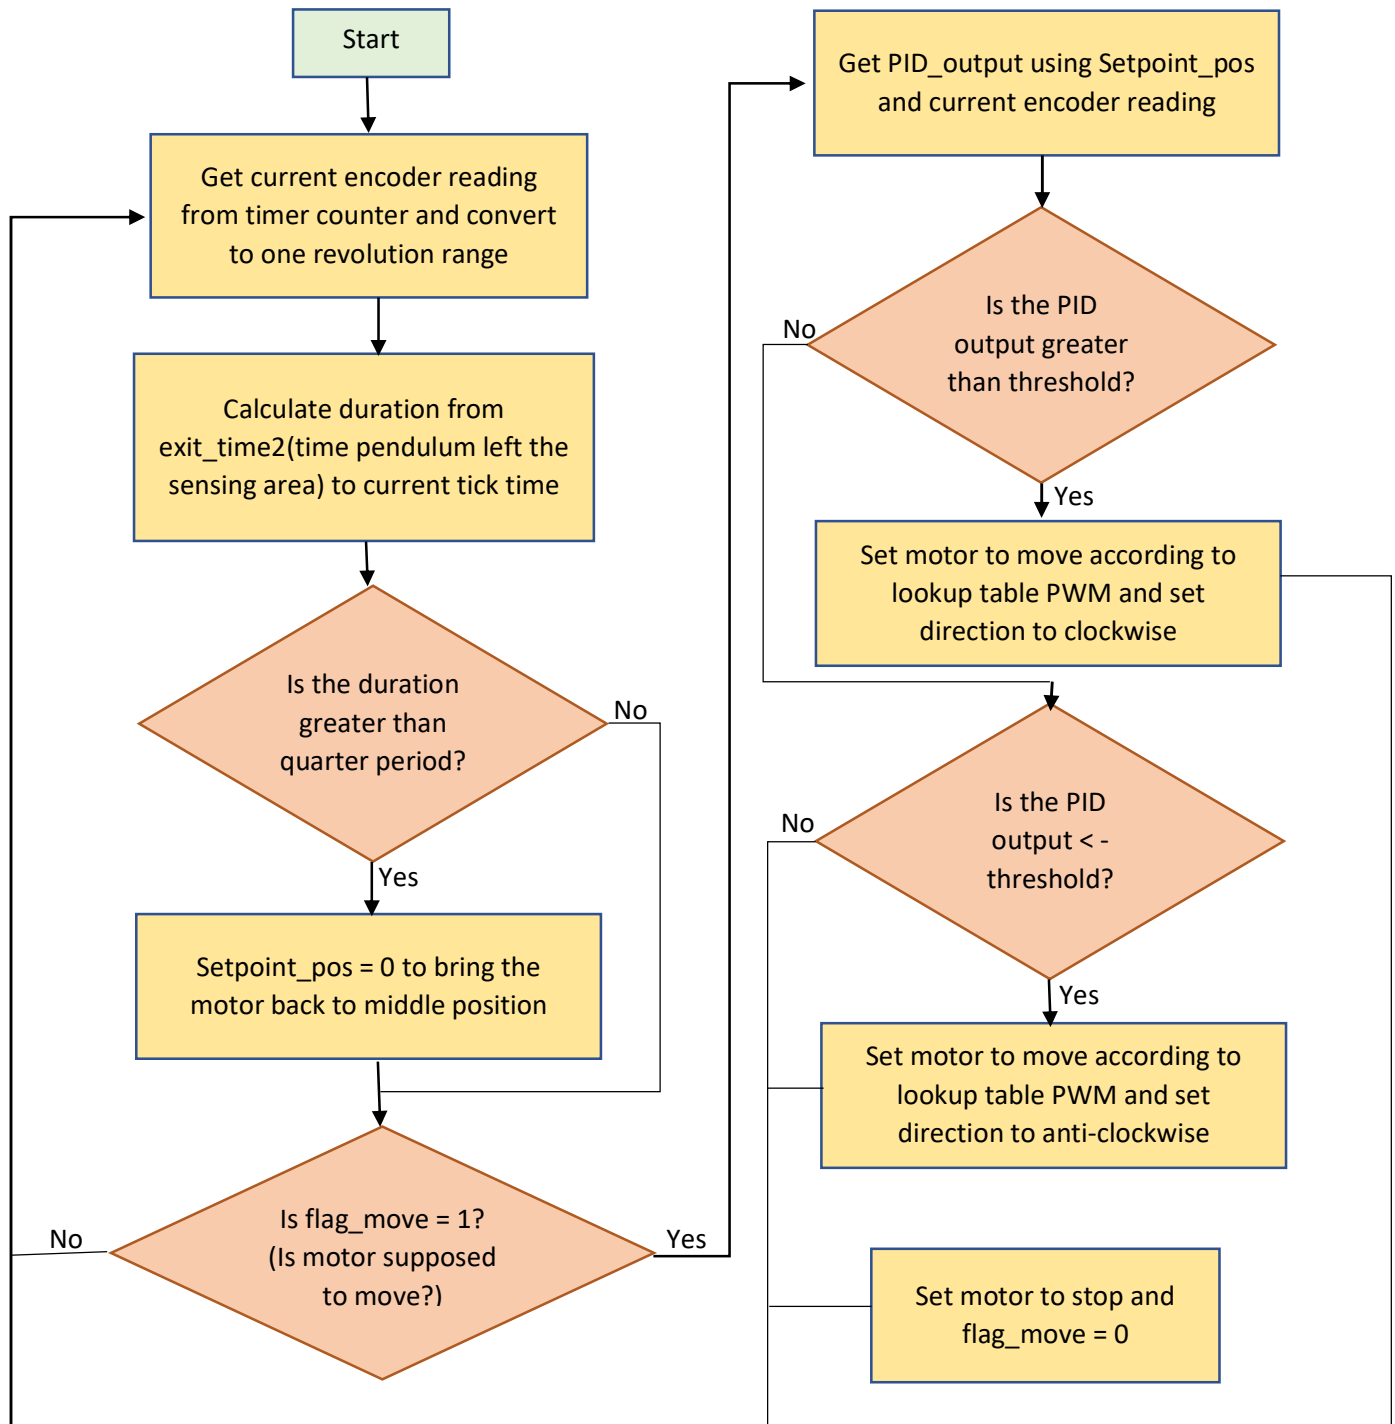 Start
Get current encoder reading
from timer counter and convert
to one revolution range
Calculate duration from
exit_time2(time pendulum left the
sensing area) to current tick time
Is the duration
greater than
quarter period?
No
Yes
Setpoint_pos = 0 to bring the
motor back to middle position
Is flag_move = 1?
(Is motor supposed
to move?)
No
Yes
Get PID_output using Setpoint_pos
and current encoder reading
Is the PID
output greater
than threshold?
No
Yes
Set motor to move according to
lookup table PWM and set
direction to clockwise
Is the PID
output < -
threshold?
No
Yes
Set motor to move according to
lookup table PWM and set
direction to anti-clockwise
Set motor to stop and
flag_move = 0